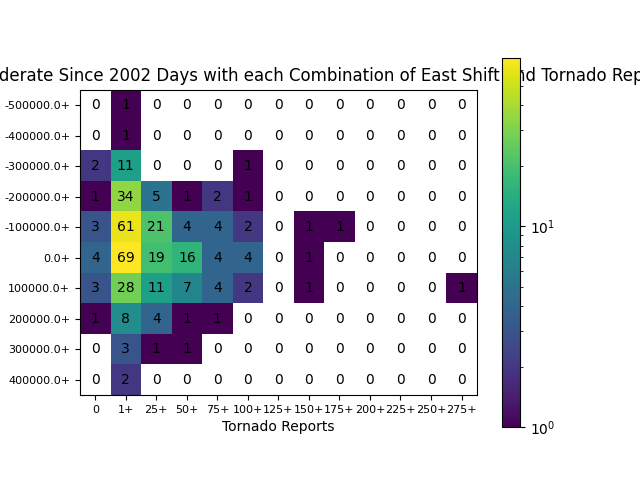 derate Since 2002 Days with each Combination of East Shift and Tornado Rep
-500000.0+ 0 1 0 0 0 0 0 0 0 0 0 0 0
-400000.0+ 0 1 0 0 0 0 0 0 0 0 0 0 0
-300000.0+ 2 11 0 0 0 1 0 0 0 0 0 0 0
-200000.0+ 1 34 5 1 2 1 0 0 0 0 0 0 0
-100000.0+ 3 61 21 4 4 2 0 1 1 0 0 0 0
0.0+ 4 69 19 16 4 4 0 1 0 0 0 0 0
100000.0+ 3 28 11 7 4 2 0 1 0 0 0 0 1
200000.0+ 1 8 4 1 1 0 0 0 0 0 0 0 0
300000.0+ 0 3 1 1 0 0 0 0 0 0 0 0 0
400000.0+ 0 2 0 0 0 0 0 0 0 0 0 0 0
0 1+ 25+ 50+ 75+ 100+ 125+ 150+ 175+ 200+ 225+ 250+ 275+
Tornado Reports
10¹
10⁰